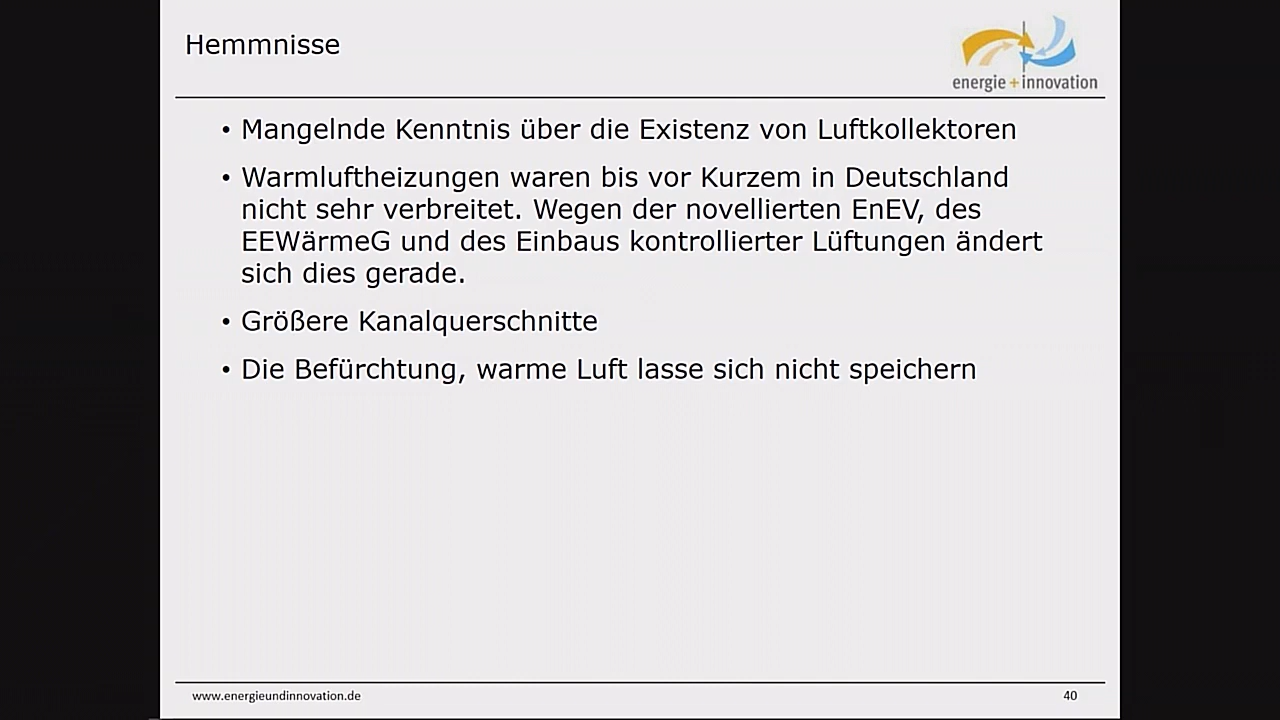 Hemmnisse
energie + innovation
• Mangelnde Kenntnis über die Existenz von Luftkollektoren
• Warmluftheizungen waren bis vor Kurzem in Deutschland
nicht sehr verbreitet. Wegen der novellierten EnEV, des
EEWärmeG und des Einbaus kontrollierter Lüftungen ändert
sich dies gerade.
• Größere Kanalquerschnitte
• Die Befürchtung, warme Luft lasse sich nicht speichern
www.energieundinnovation.de
40